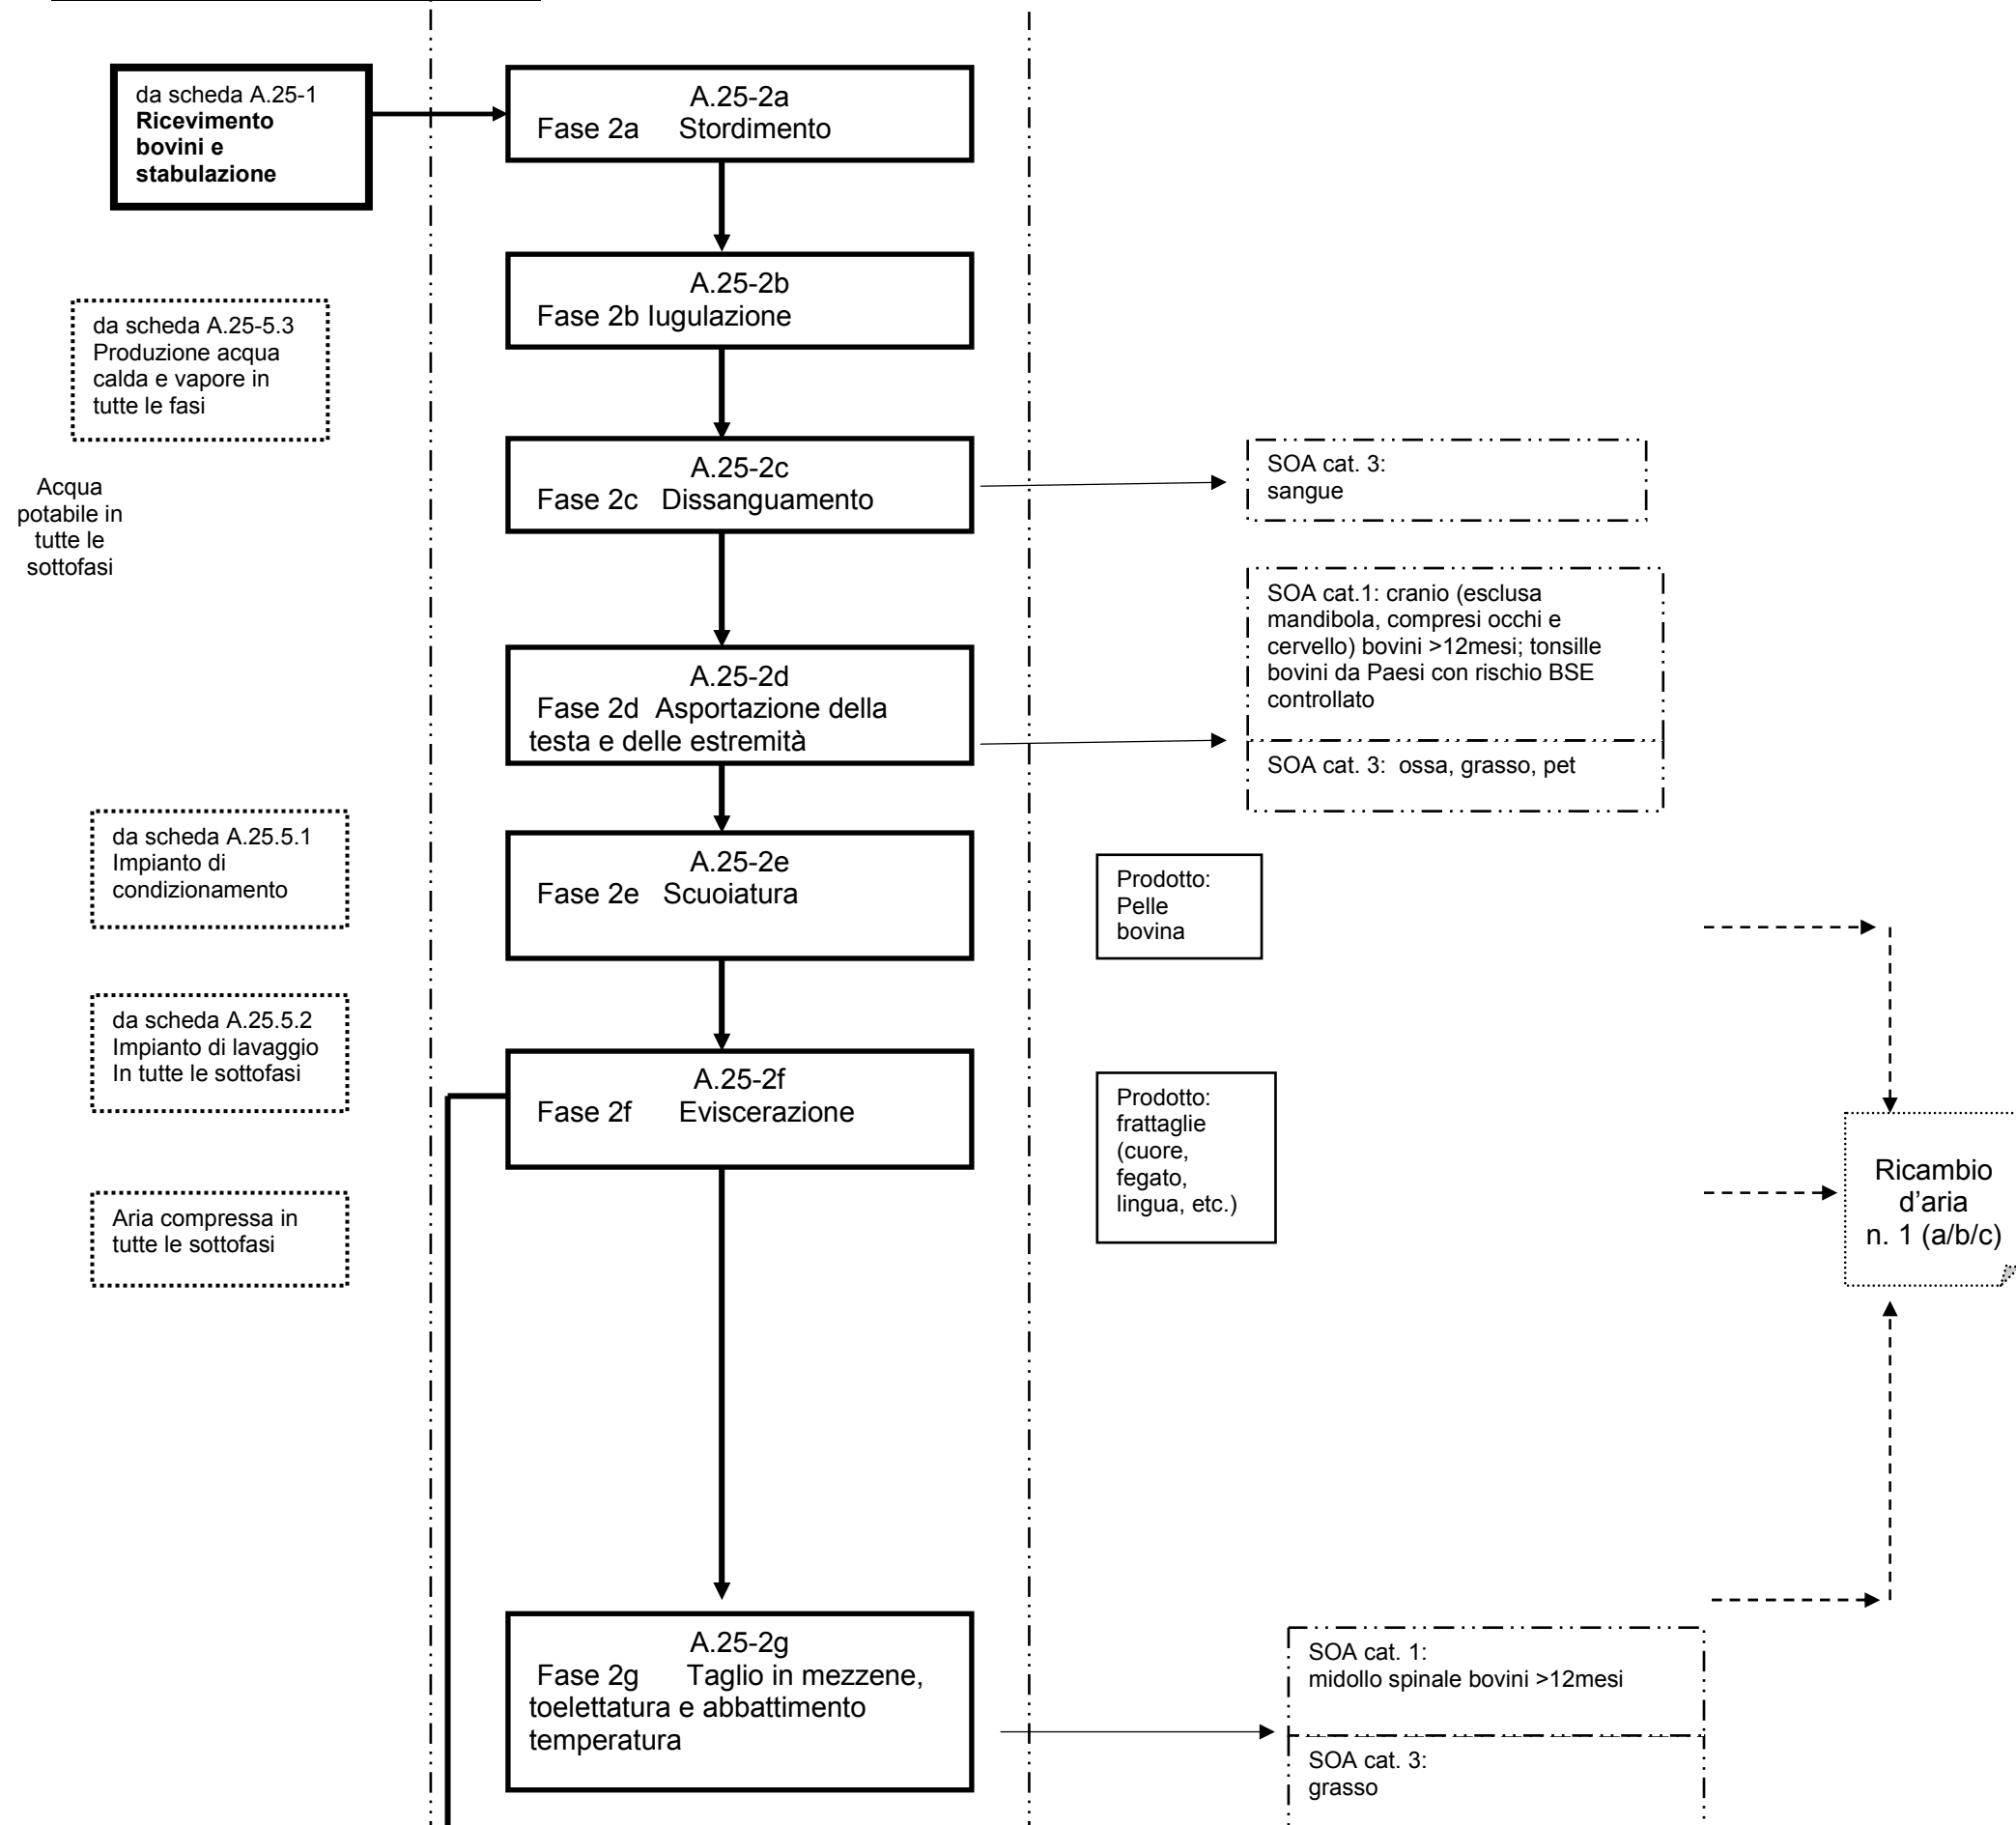 da scheda A.25-1
Ricevimento
bovini e
stabulazione
A.25-2a
Fase 2a Stordimento
A.25-2b
Fase 2b Iugulazione
da scheda A.25-5.3
Produzione acqua
calda e vapore in
tutte le fasi
A.25-2c
Fase 2c Dissanguamento
SOA cat. 3:
sangue
Acqua
potabile in
tutte le
sottofasi
SOA cat.1: cranio (esclusa
mandibola, compresi occhi e
cervello) bovini >12mesi; tonsille
bovini da Paesi con rischio BSE
controllato
A.25-2d
Fase 2d Asportazione della
testa e delle estremità
SOA cat. 3: ossa, grasso, pet
da scheda A.25.5.1
Impianto di
condizionamento
A.25-2e
Fase 2e Scuoiatura
Prodotto:
Pelle
bovina
da scheda A.25.5.2
Impianto di lavaggio
In tutte le sottofasi
A.25-2f
Fase 2f Eviscerazione
Prodotto:
frattaglie
(cuore,
fegato,
lingua, etc.)
Ricambio
d’aria
n. 1 (a/b/c)
Aria compressa in
tutte le sottofasi
A.25-2g
Fase 2g Taglio in mezzene,
toelettatura e abbattimento
temperatura
SOA cat. 1:
midollo spinale bovini >12mesi
SOA cat. 3:
grasso